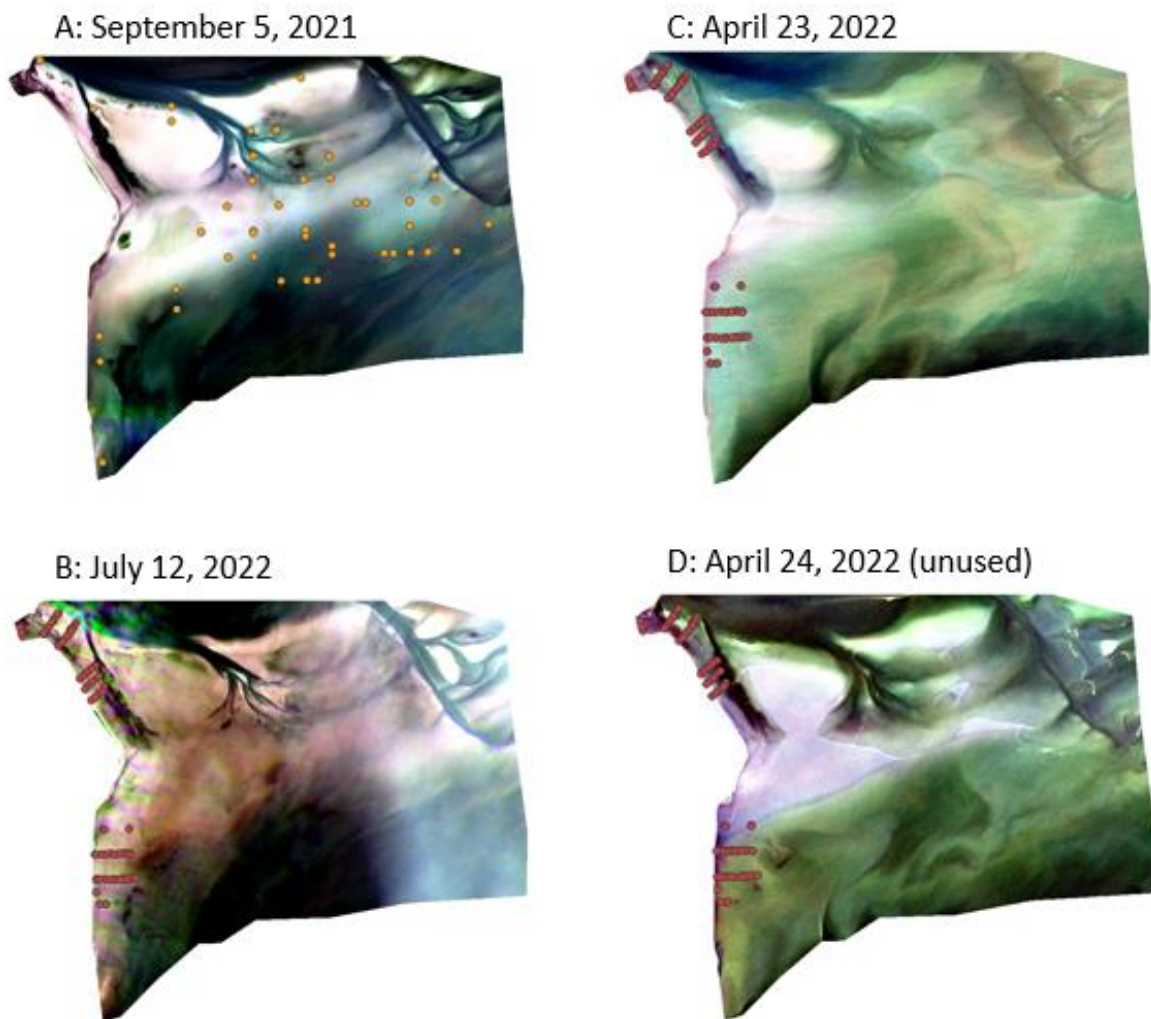 A: September 5, 2021
C: April 23, 2022
B: July 12, 2022
D: April 24, 2022 (unused)